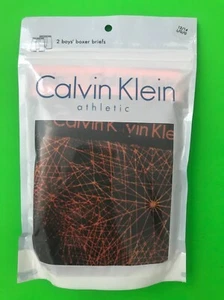 2 boys' boxer briefs
Calvin Klein
athletic
Calvin Klein